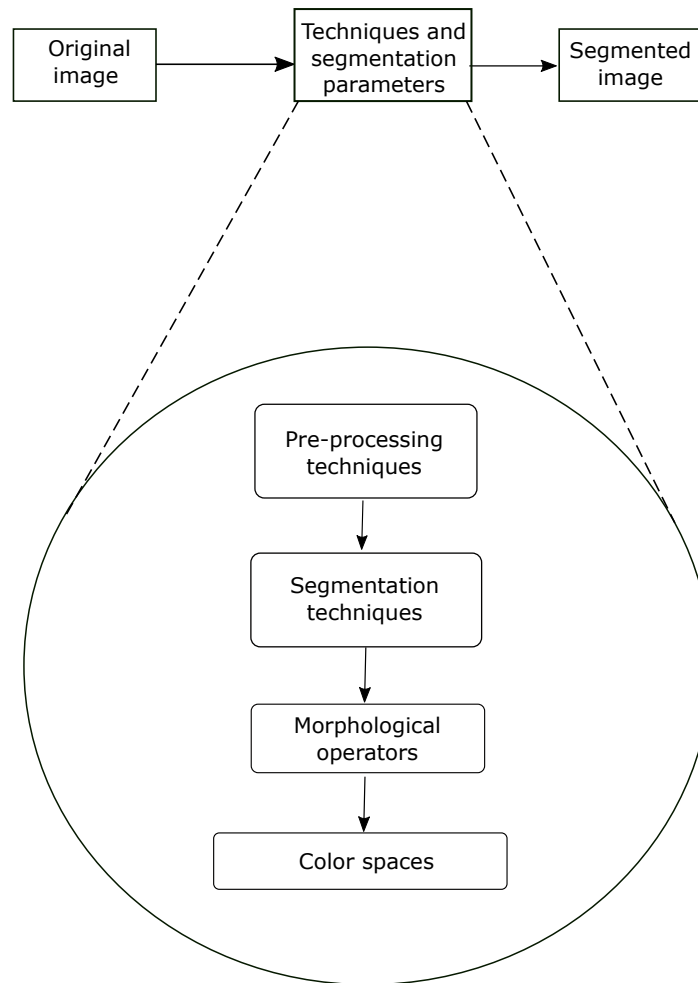 Original
image
Techniques and
segmentation
parameters
Segmented
image
Pre-processing
techniques
Segmentation
techniques
Morphological
operators
Color spaces